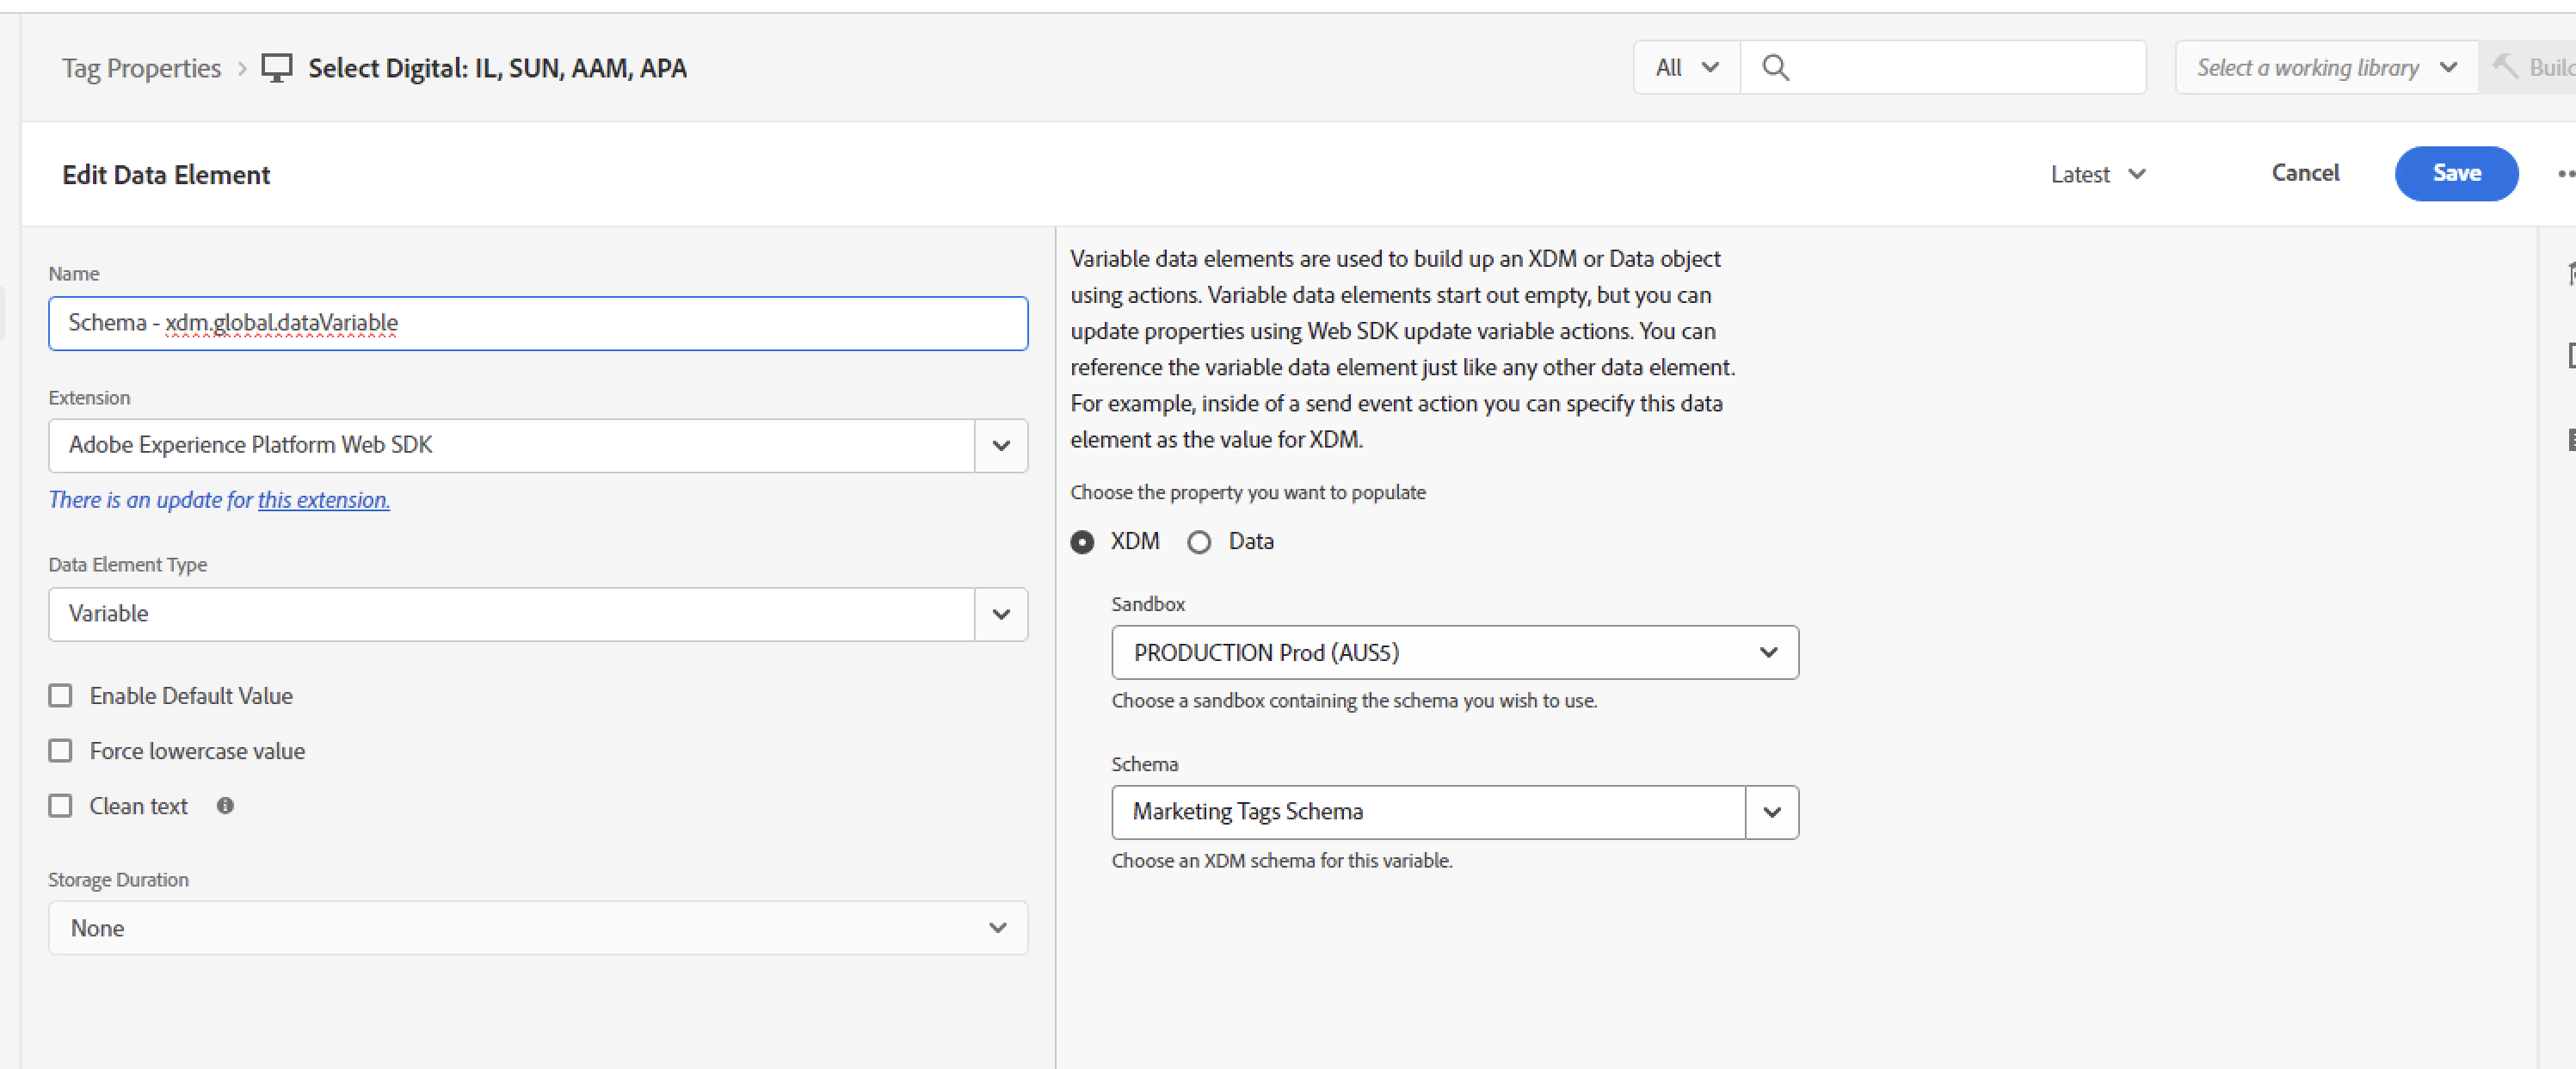 Tag Properties > Select Digital: IL, SUN, AAM, APA
All
Select a working library
Edit Data Element
Latest
Cancel
Save
Name
Schema - xdm.global.dataVariable
Extension
Adobe Experience Platform Web SDK
There is an update for this extension.
Data Element Type
Variable
Enable Default Value
Force lowercase value
Clean text
Storage Duration
None
Variable data elements are used to build up an XDM or Data object
using actions. Variable data elements start out empty, but you can
update properties using Web SDK update variable actions. You can
reference the variable data element just like any other data element.
For example, inside of a send event action you can specify this data
element as the value for XDM.
Choose the property you want to populate
XDM
Data
Sandbox
PRODUCTION Prod (AUS5)
Choose a sandbox containing the schema you wish to use.
Schema
Marketing Tags Schema
Choose an XDM schema for this variable.